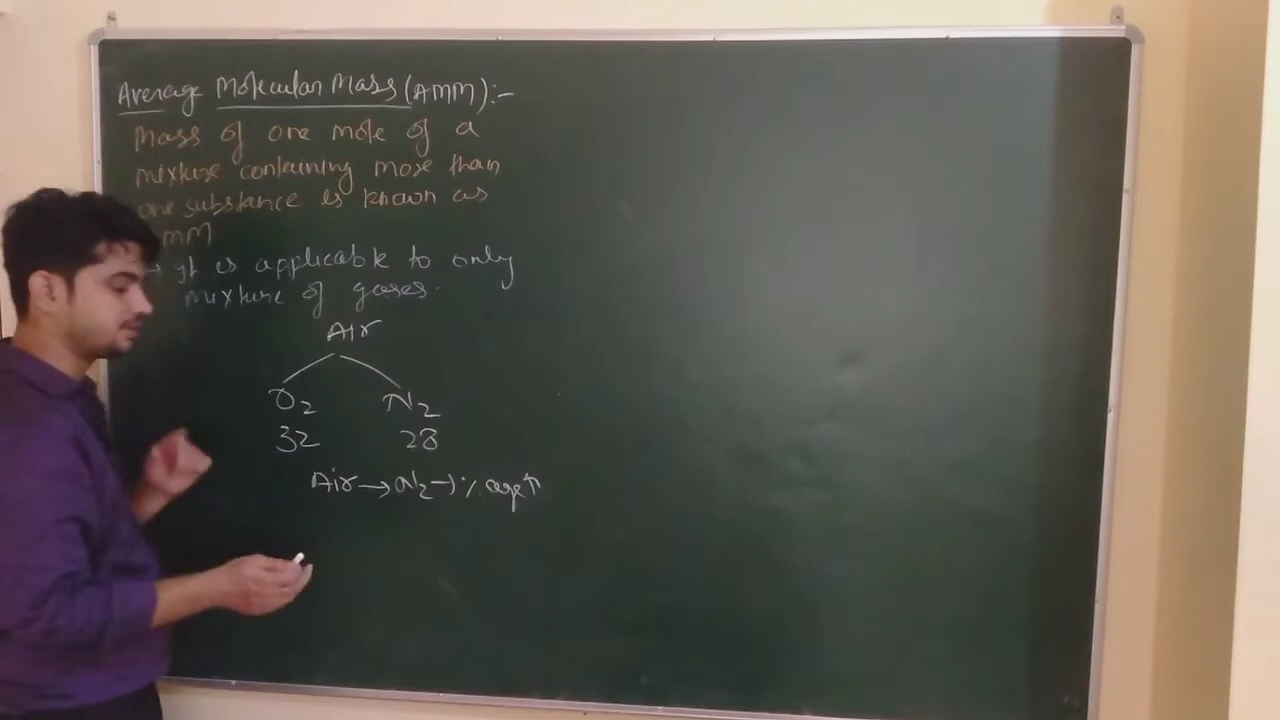 Average Molecular Mass (AMM):-
Mass of one mole of a
mixture containing more than
one substance is known as
MM
→ It is applicable to only
mixture of gases.
Air
O2 N2
32 28
Air → N2 → %age↑